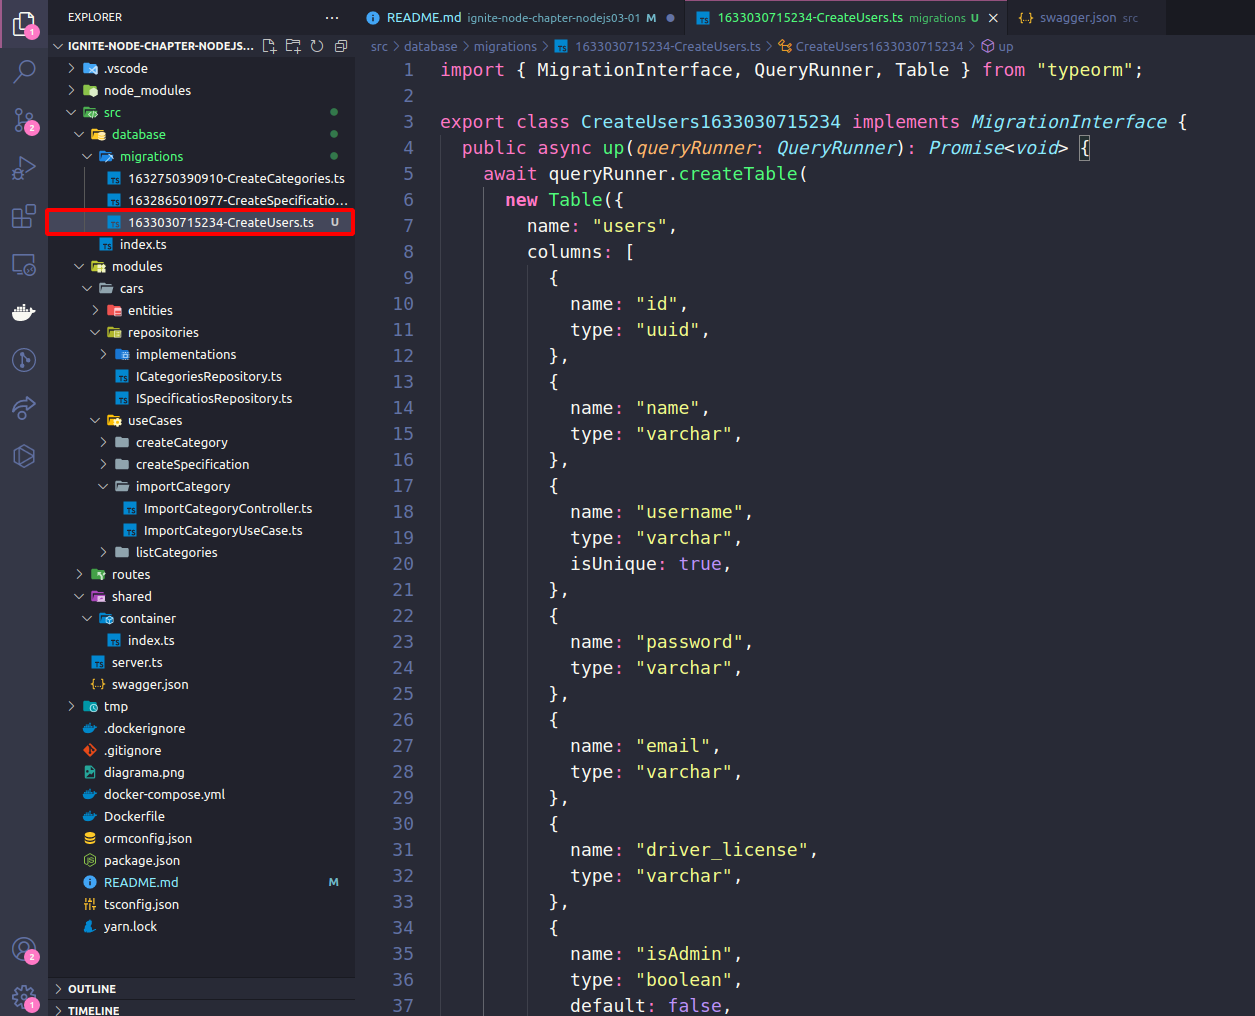 EXPLORER
...
IGNITE-NODE-CHAPTER-NODEJS...
.vscode
node_modules
src
database
migrations
1632750390910-CreateCategories.ts
1632865010977-CreateSpecificatio...
1633030715234-CreateUsers.ts U
index.ts
modules
cars
entities
repositories
implementations
ICategoriesRepository.ts
ISpecificatiosRepository.ts
useCases
createCategory
createSpecification
importCategory
ImportCategoryController.ts
ImportCategoryUseCase.ts
listCategories
routes
shared
container
index.ts
server.ts
swagger.json
tmp
.dockerignore
.gitignore
diagrama.png
docker-compose.yml
Dockerfile
ormconfig.json
package.json
README.md M
tsconfig.json
yarn.lock
OUTLINE
TIMELINE
1
2
2
1
README.md ignite-node-chapter-nodejs03-01 M
1633030715234-CreateUsers.ts migrations U
swagger.json src
src > database > migrations > 1633030715234-CreateUsers.ts > CreateUsers1633030715234 > up
1 import { MigrationInterface, QueryRunner, Table } from "typeorm";
2
3 export class CreateUsers1633030715234 implements MigrationInterface {
4 public async up(queryRunner: QueryRunner): Promise<void> {
5 await queryRunner.createTable(
6 new Table({
7 name: "users",
8 columns: [
9 {
10 name: "id",
11 type: "uuid",
12 },
13 {
14 name: "name",
15 type: "varchar",
16 },
17 {
18 name: "username",
19 type: "varchar",
20 isUnique: true,
21 },
22 {
23 name: "password",
24 type: "varchar",
25 },
26 {
27 name: "email",
28 type: "varchar",
29 },
30 {
31 name: "driver_license",
32 type: "varchar",
33 },
34 {
35 name: "isAdmin",
36 type: "boolean",
37 default: false,